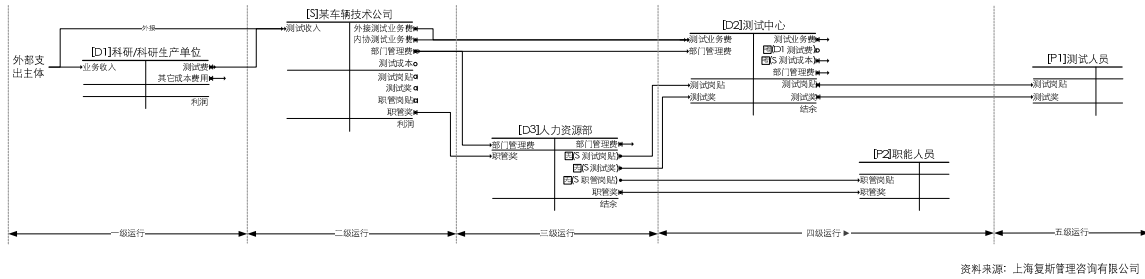 [S]某车辆技术公司
测试收入
外接测试业务费
内协测试业务费
部门管理费
测试成本
测试岗贴
测试奖
职管岗贴
职管奖
利润
外接
外部支
出主体
[D1]科研/科研生产单位
业务收入
测试费
其它成本费用
利润
[D2]测试中心
测试业务费
部门管理费
测试业务费
(D1 测试费)
(S 测试成本)
部门管理费
测试岗贴
测试奖
测试岗贴
测试奖
结余
[P1]测试人员
测试岗贴
测试奖
[D3]人力资源部
部门管理费
职管奖
部门管理费
(S 测试岗贴)
(S 测试奖)
(S 职管岗贴)
职管奖
结余
[P2]职能人员
职管岗贴
职管奖
一级运行
二级运行
三级运行
四级运行
五级运行
资料来源：上海复斯管理咨询有限公司